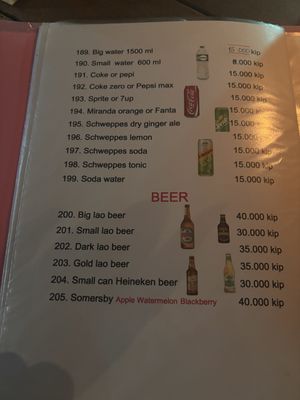 189. Big water 1500 ml 15.000 kip
190. Small water 600 ml 8.000 kip
191. Coke or pepi 15.000 kip
192. Coke zero or Pepsi max 15.000 kip
193. Sprite or 7up 15.000 kip
194. Miranda orange or Fanta 15.000 kip
195. Schweppes dry ginger ale 15.000 kip
196. Schweppes lemon 15.000 kip
197. Schweppes soda 15.000 kip
198. Schweppes tonic 15.000 kip
199. Soda water 15.000 kip
BEER
200. Big lao beer 40.000 kip
201. Small lao beer 30.000 kip
202. Dark lao beer 35.000 kip
203. Gold lao beer 35.000 kip
204. Small can Heineken beer 30.000 kip
205. Somersby Apple Watermelon Blackberry 40.000 kip